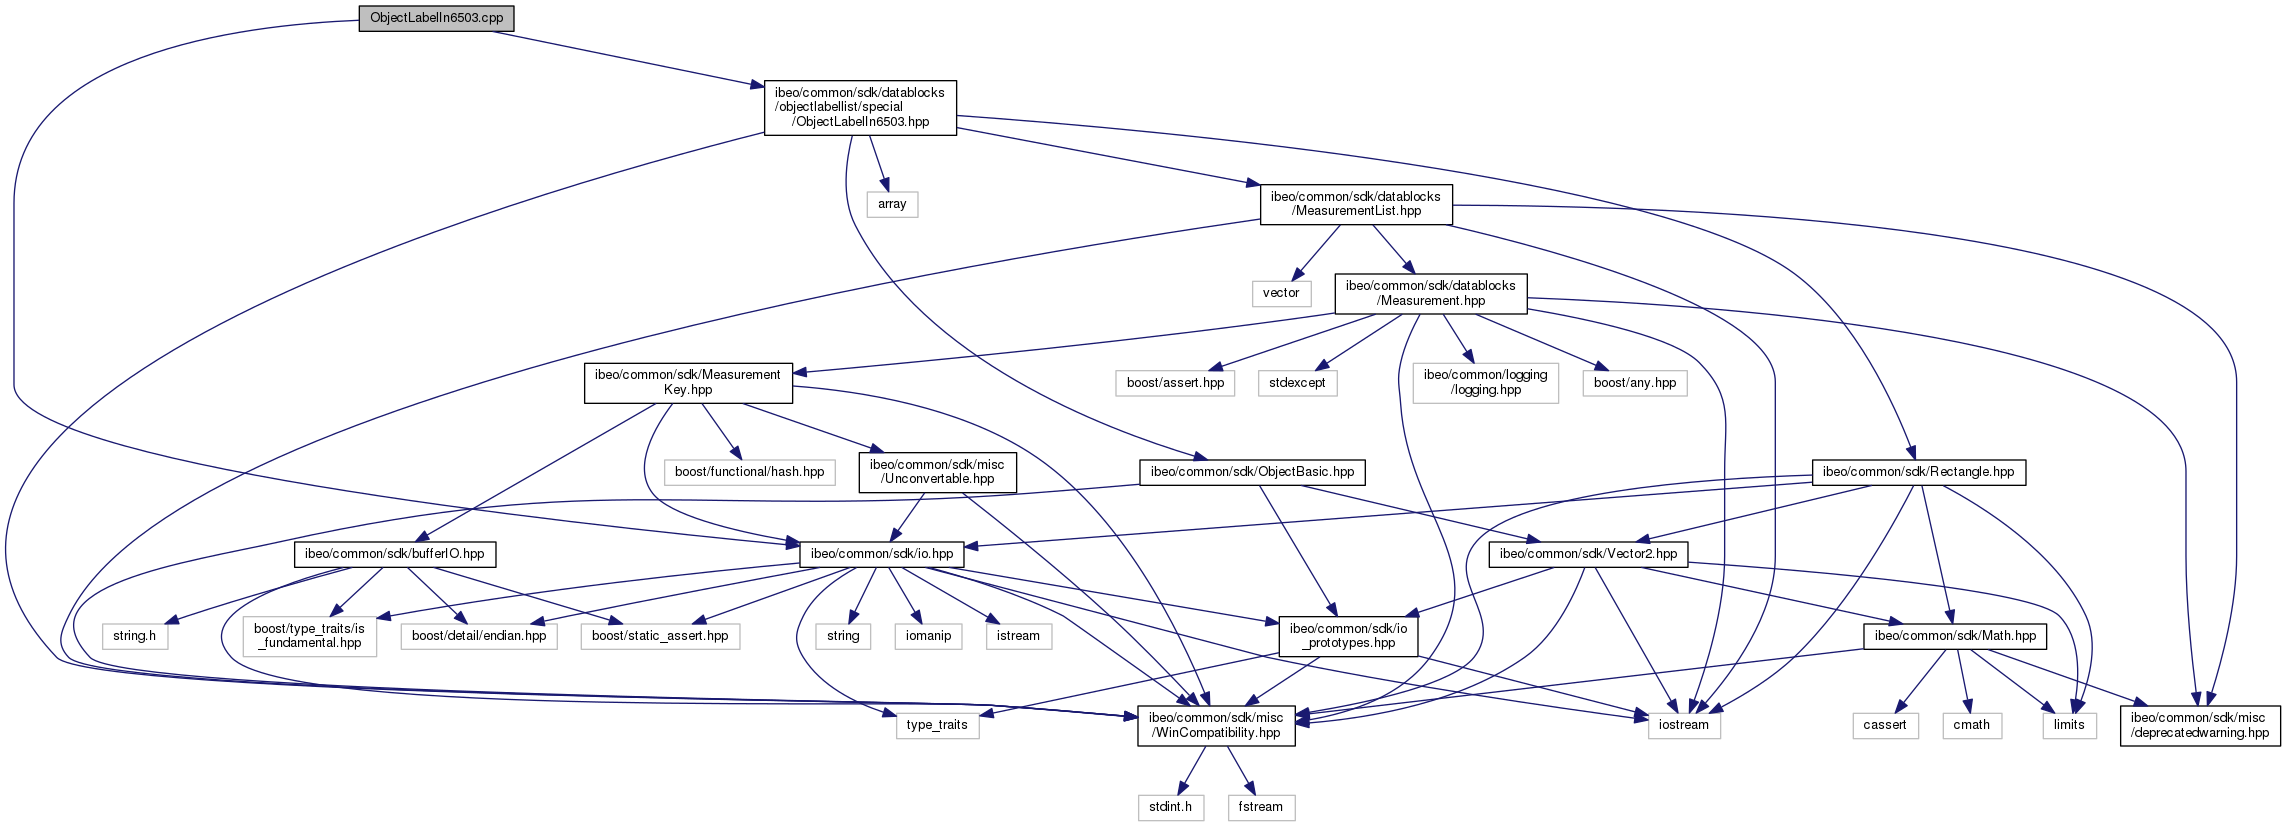 ObjectLabelIn6503.cpp
ibeo/common/sdk/datablocks
/objectlabellist/special
/ObjectLabelIn6503.hpp
array
ibeo/common/sdk/datablocks
/MeasurementList.hpp
vector
ibeo/common/sdk/datablocks
/Measurement.hpp
ibeo/common/sdk/Measurement
Key.hpp
boost/assert.hpp
stdexcept
ibeo/common/logging
/logging.hpp
boost/any.hpp
boost/functional/hash.hpp
ibeo/common/sdk/misc
/Unconvertable.hpp
ibeo/common/sdk/ObjectBasic.hpp
ibeo/common/sdk/Rectangle.hpp
ibeo/common/sdk/bufferIO.hpp
ibeo/common/sdk/io.hpp
ibeo/common/sdk/Vector2.hpp
string.h
boost/type_traits/is
_fundamental.hpp
boost/detail/endian.hpp
boost/static_assert.hpp
string
iomanip
istream
ibeo/common/sdk/io
_prototypes.hpp
ibeo/common/sdk/Math.hpp
type_traits
ibeo/common/sdk/misc
/WinCompatibility.hpp
iostream
cassert
cmath
limits
ibeo/common/sdk/misc
/deprecatedwarning.hpp
stdint.h
fstream